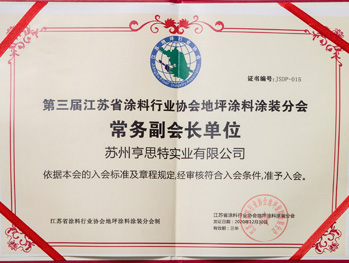 证书编号: JSDP-015
第三届江苏省涂料行业协会地坪涂料涂装分会
常务副会长单位
苏州亨思特实业有限公司
依据本会的入会标准及章程规定,经审核符合入会条件,准予入会。
江苏省涂料行业协会地坪涂料涂装分会制
江苏省涂料行业协会地坪涂料涂装分会
有效期: 三年